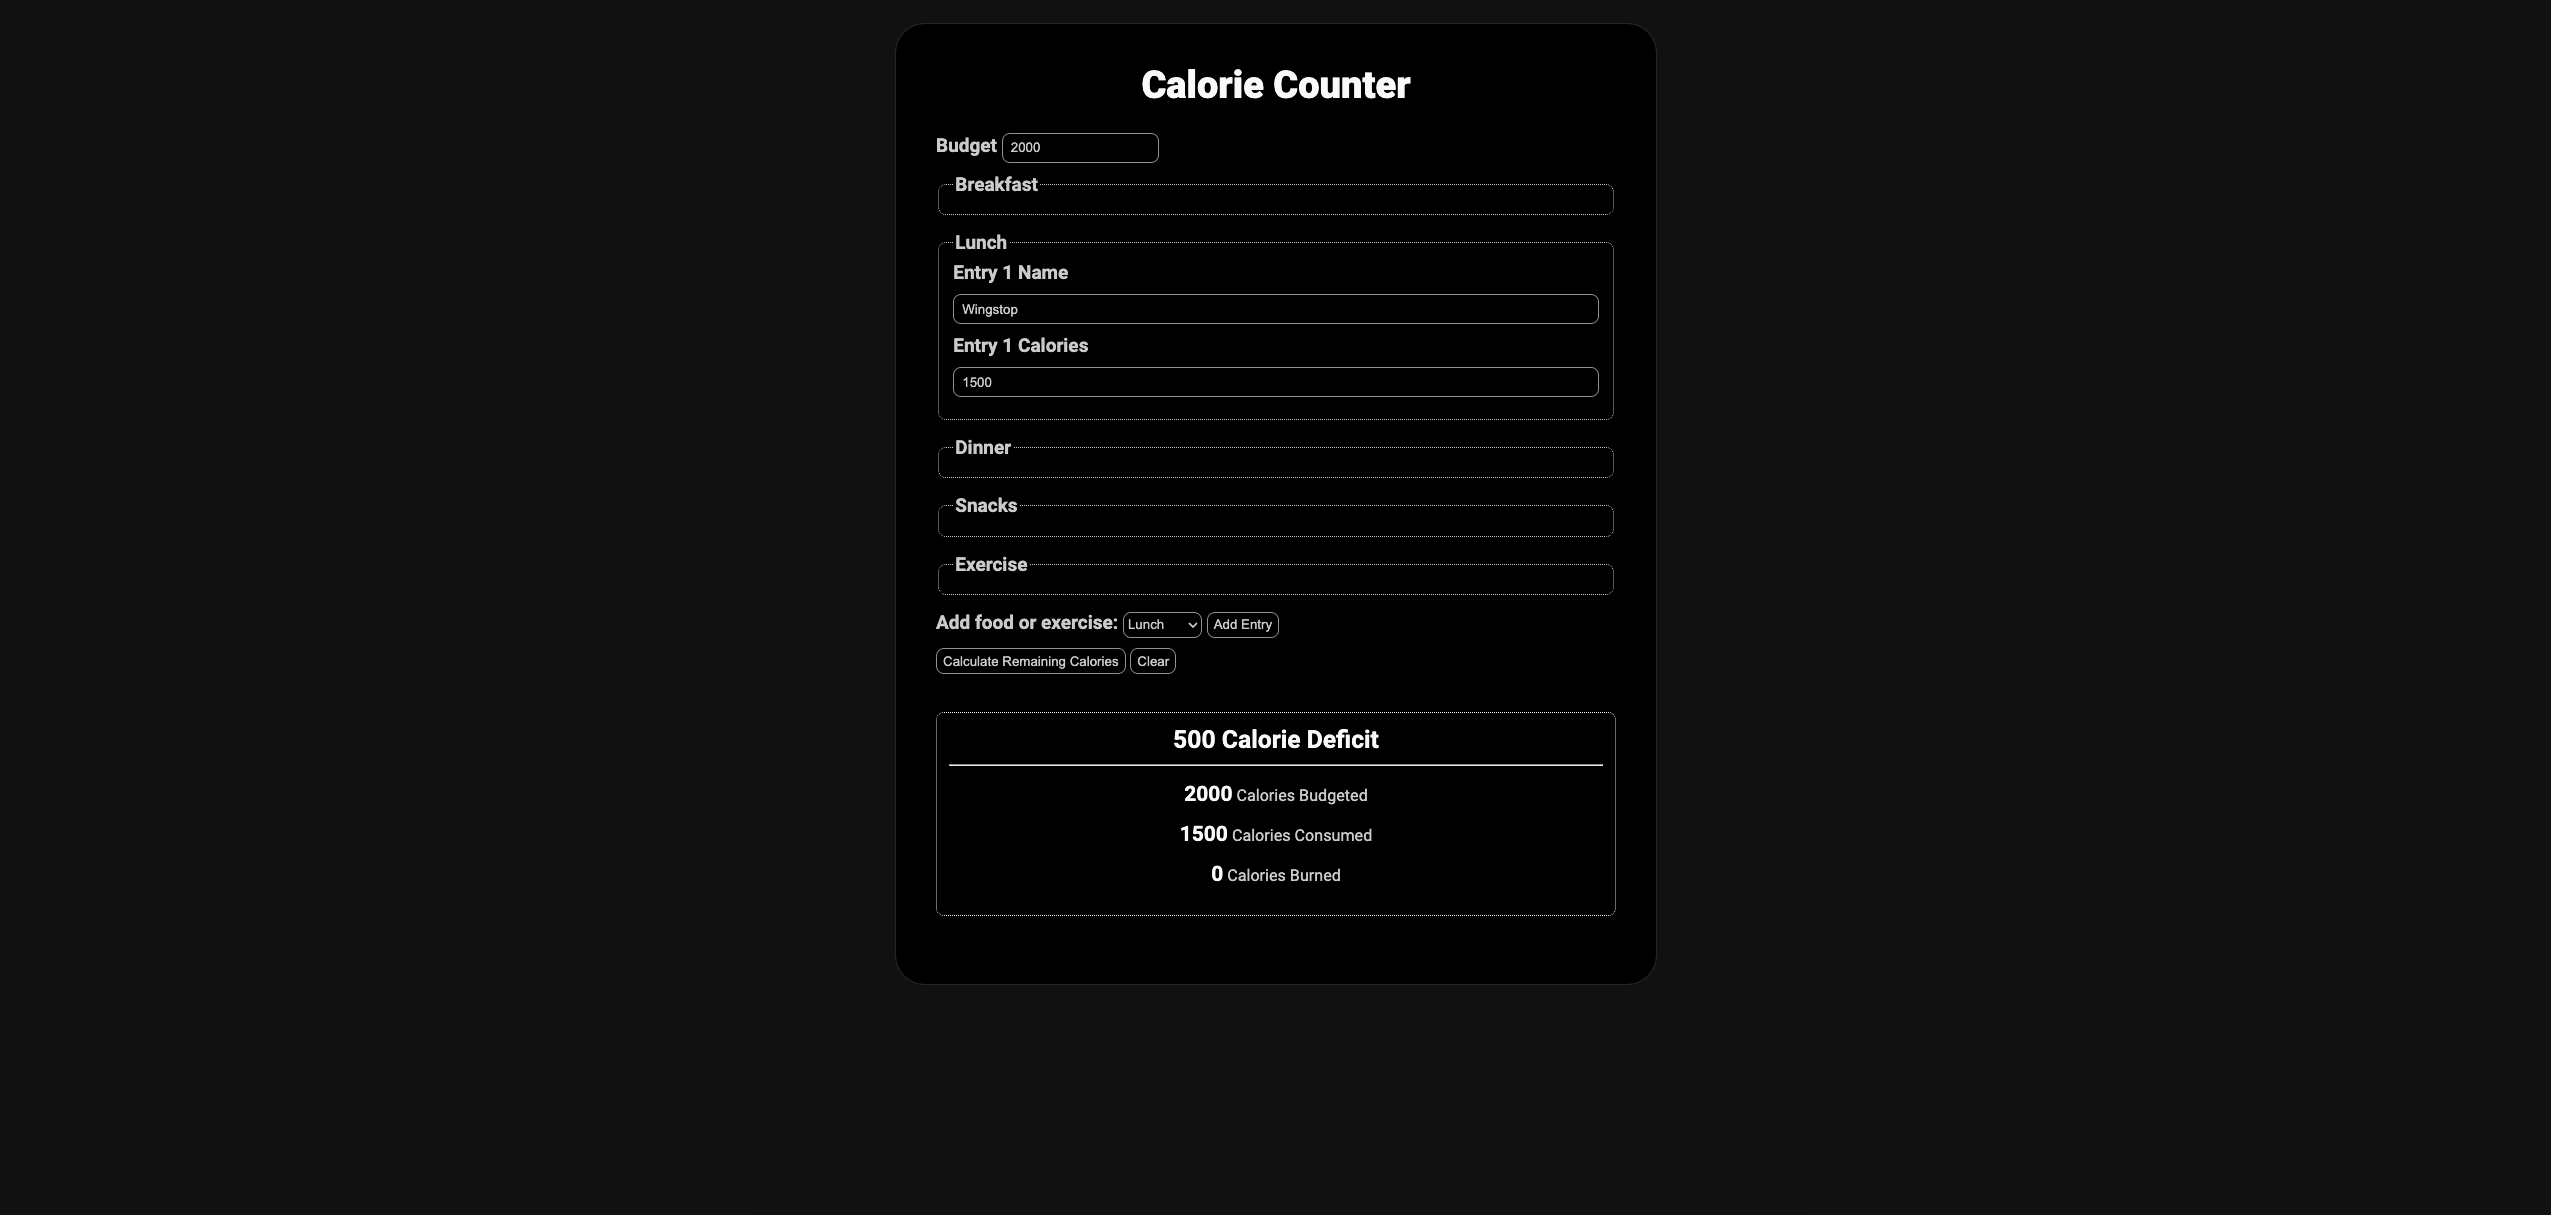 Calorie Counter
Budget 2000
Breakfast
Lunch
Entry 1 Name
Wingstop
Entry 1 Calories
1500
Dinner
Snacks
Exercise
Add food or exercise: Lunch Add Entry
Calculate Remaining Calories Clear
500 Calorie Deficit
2000 Calories Budgeted
1500 Calories Consumed
0 Calories Burned